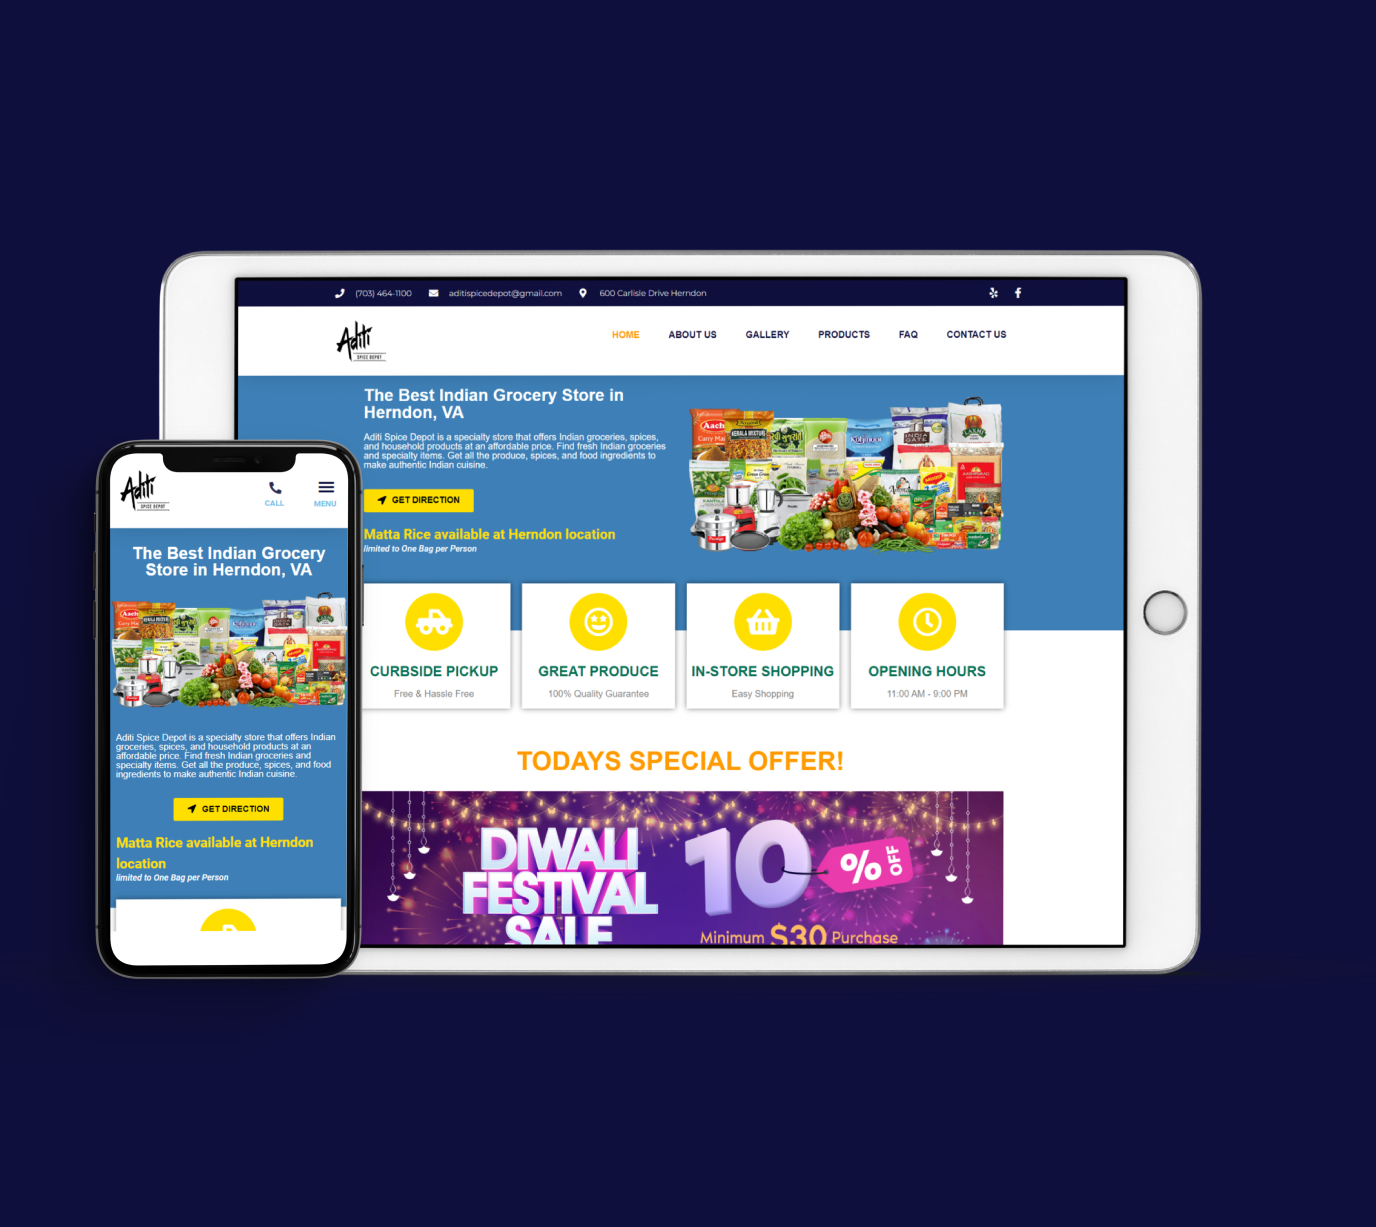 (703) 464-1100
aditispicedepot@gmail.com
600 Carlisle Drive Herndon
Aditi
SPICE DEPOT
HOME
ABOUT US
GALLERY
PRODUCTS
FAQ
CONTACT US
The Best Indian Grocery Store in
Herndon, VA
Aditi Spice Depot is a specialty store that offers Indian groceries, spices,
and household products at an affordable price. Find fresh Indian groceries
and specialty items. Get all the produce, spices, and food ingredients to
make authentic Indian cuisine.
GET DIRECTION
Matta Rice available at Herndon location
limited to One Bag per Person
Aachi
KERALA MIXTURE
INDIA
GATE
CURBSIDE PICKUP
Free & Hassle Free
GREAT PRODUCE
100% Quality Guarantee
IN-STORE SHOPPING
Easy Shopping
OPENING HOURS
11:00 AM - 9:00 PM
TODAYS SPECIAL OFFER!
DIWALI
FESTIVAL
SALE
10
% OFF
Minimum $30 Purchase
Aditi
SPICE DEPOT
CALL
MENU
The Best Indian Grocery
Store in Herndon, VA
Aditi Spice Depot is a specialty store that offers Indian
groceries, spices, and household products at an
affordable price. Find fresh Indian groceries and
specialty items. Get all the produce, spices, and food
ingredients to make authentic Indian cuisine.
GET DIRECTION
Matta Rice available at Herndon
location
limited to One Bag per Person